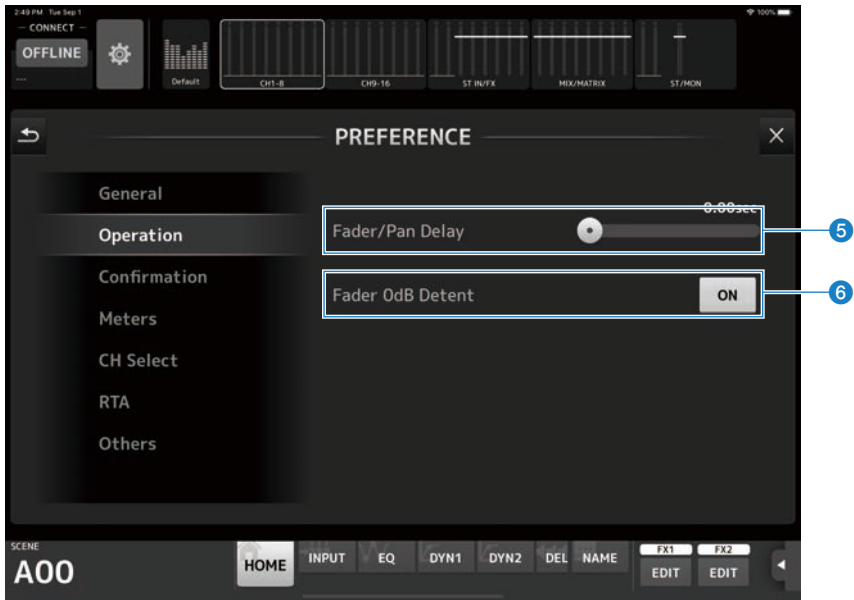 2:49 PM Tue Sep 1
100%
CONNECT
OFFLINE
---
Default
CH1-8
CH9-16
ST IN/FX
MIX/MATRIX
ST/MON
PREFERENCE
General
Operation
Confirmation
Meters
CH Select
RTA
Others
0.00sec
Fader/Pan Delay
5
Fader 0dB Detent
ON
6
SCENE
A00
HOME
INPUT
EQ
DYN1
DYN2
DEL
NAME
FX1
EDIT
FX2
EDIT